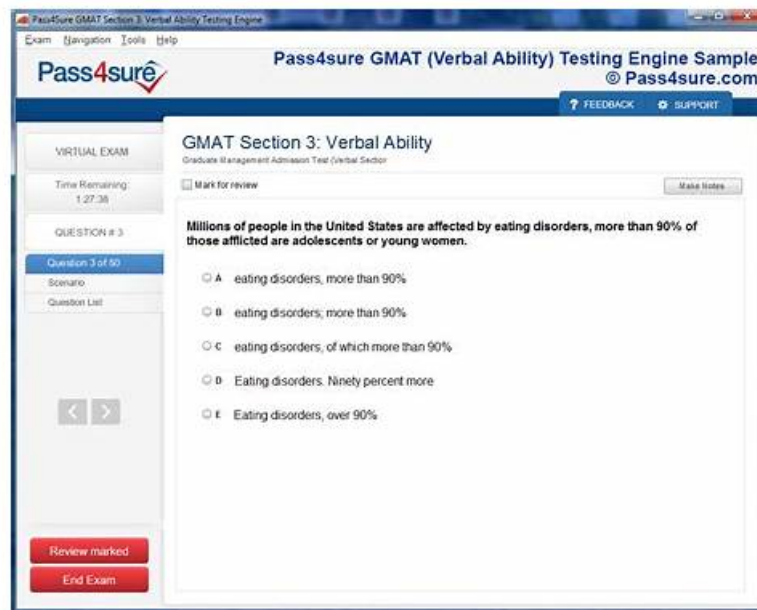 Pass4Sure GMAT Section 3: Verbal Ability Testing Engine
Exam Navigation Tools Help
Pass4sure
Pass4sure GMAT (Verbal Ability) Testing Engine Sample
© Pass4sure.com
? FEEDBACK SUPPORT
VIRTUAL EXAM
Time Remaining:
1:27:38
QUESTION # 3
Question 3 of 50
Scenario
Question List
Review marked
End Exam
GMAT Section 3: Verbal Ability
Graduate Management Admission Test (Verbal Section
Mark for review
Make Notes
Millions of people in the United States are affected by eating disorders, more than 90% of
those afflicted are adolescents or young women.
A eating disorders, more than 90%
B eating disorders; more than 90%
C eating disorders, of which more than 90%
D Eating disorders. Ninety percent more
E Eating disorders, over 90%